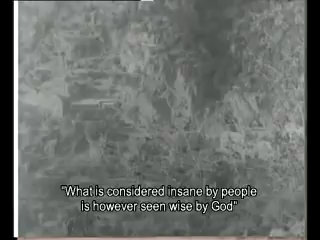 "What is considered insane by people
is however seen wise by God"